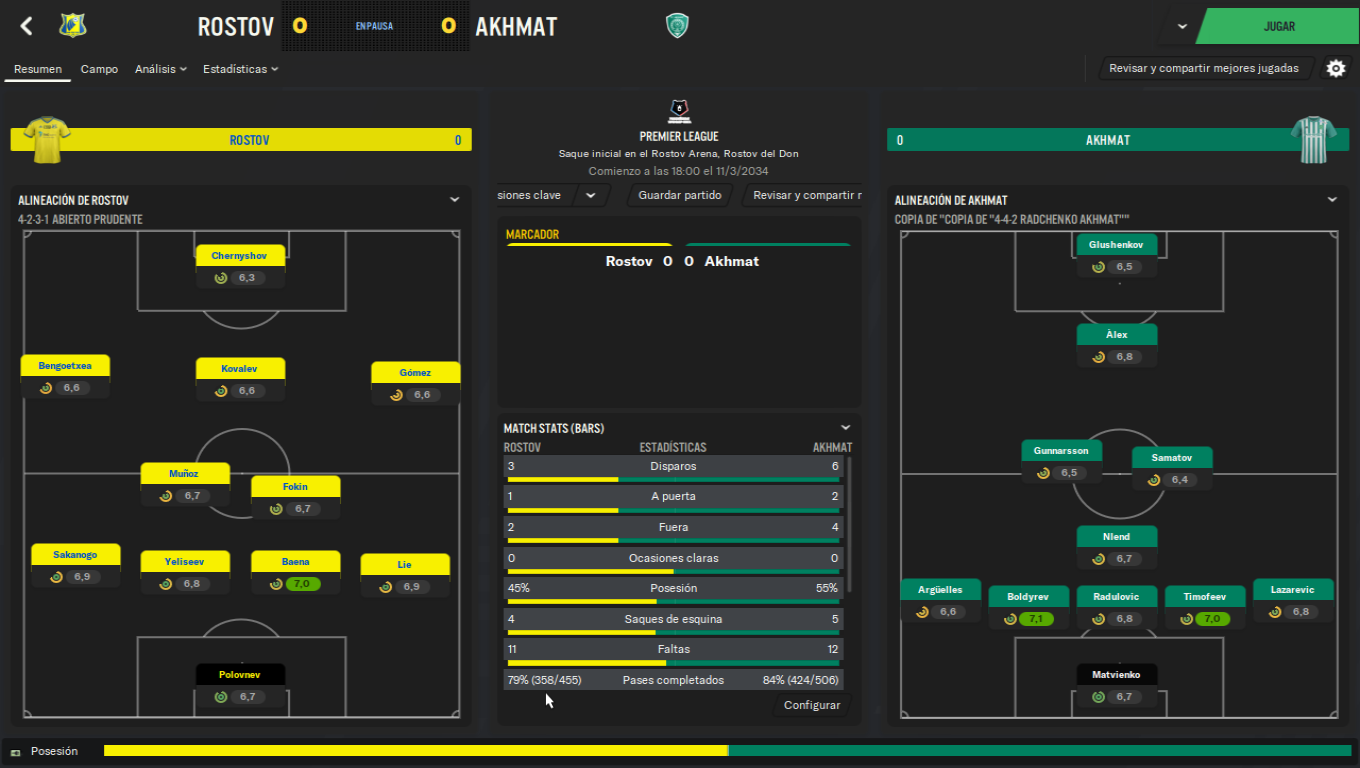 ROSTOV 0 EN PAUSA 0 AKHMAT
JUGAR
Resumen Campo Análisis Estadísticas
Revisar y compartir mejores jugadas
ROSTOV 0
PREMIER LEAGUE
Saque inicial en el Rostov Arena, Rostov del Don
Comienzo a las 18:00 el 11/3/2034
0 AKHMAT
siones clave Guardar partido Revisar y compartir r
ALINEACIÓN DE ROSTOV
4-2-3-1 ABIERTO PRUDENTE
Chernyshov
6,3
Bengoetxea
6,6
Kovalev
6,6
Gómez
6,6
Muñoz
6,7
Fokin
6,7
Sakanogo
6,9
Yeliseev
6,8
Baena
7,0
Lie
6,9
Polovnev
6,7
MARCADOR
Rostov 0 0 Akhmat
MATCH STATS (BARS)
ROSTOV ESTADÍSTICAS AKHMAT
3 Disparos 6
1 A puerta 2
2 Fuera 4
0 Ocasiones claras 0
45% Posesión 55%
4 Saques de esquina 5
11 Faltas 12
79% (358/455) Pases completados 84% (424/506)
Configurar
ALINEACIÓN DE AKHMAT
COPIA DE "COPIA DE "4-4-2 RADCHENKO AKHMAT""
Glushenkov
6,5
Àlex
6,8
Gunnarsson
6,5
Samatov
6,4
Nlend
6,7
Argüelles
6,6
Boldyrev
7,1
Radulovic
6,8
Timofeev
7,0
Lazarevic
6,8
Matvienko
6,7
Posesión